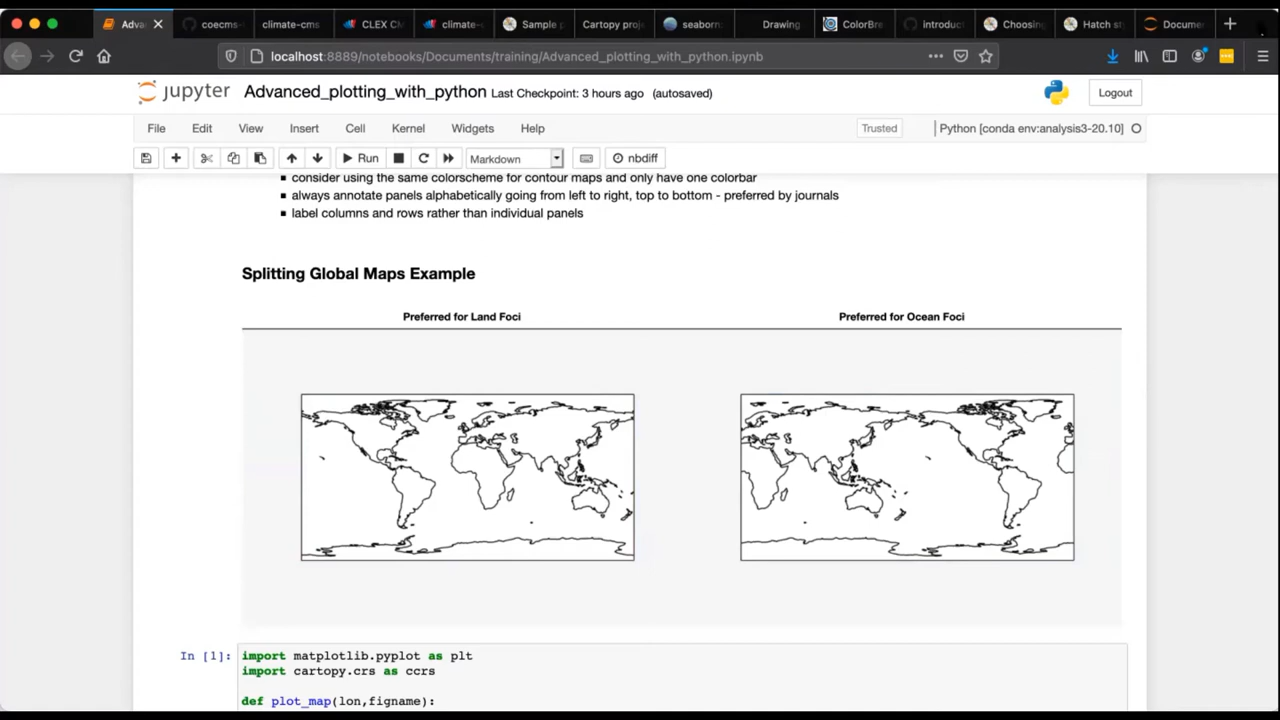 Adva
coecms-
climate-cms
CLEX CM
climate-
Sample p
Cartopy proj
seaborn
Drawing
ColorBre
introduct
Choosing
Hatch st
Docume
localhost:8889/notebooks/Documents/training/Advanced_plotting_with_python.ipynb
jupyter Advanced_plotting_with_python Last Checkpoint: 3 hours ago (autosaved)
Logout
File Edit View Insert Cell Kernel Widgets Help
Trusted
Python [conda env:analysis3-20.10]
Run
Markdown
nbdiff
consider using the same colorscheme for contour maps and only have one colorbar
always annotate panels alphabetically going from left to right, top to bottom - preferred by journals
label columns and rows rather than individual panels
Splitting Global Maps Example
Preferred for Land Foci
Preferred for Ocean Foci
In [1]:
import matplotlib.pyplot as plt
import cartopy.crs as ccrs
def plot_map(lon,figname):